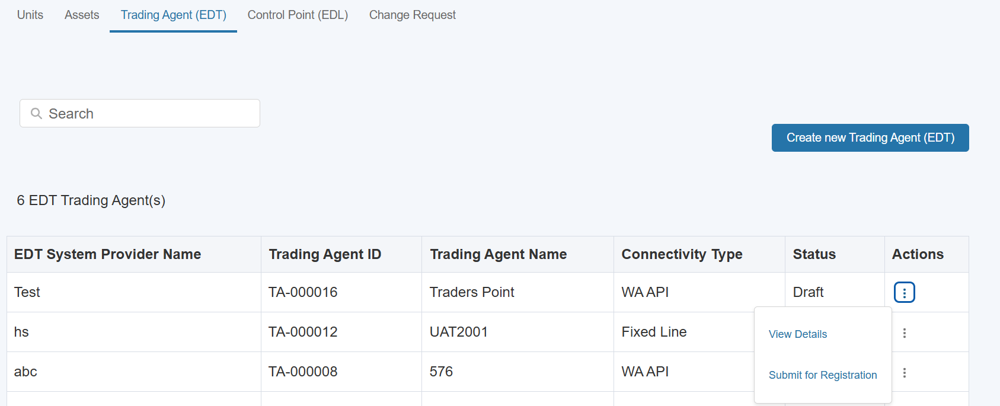 Units Assets Trading Agent (EDT) Control Point (EDL) Change Request
Search
Create new Trading Agent (EDT)
6 EDT Trading Agent(s)
EDT System Provider Name Trading Agent ID Trading Agent Name Connectivity Type Status Actions
Test TA-000016 Traders Point WA API Draft
hs TA-000012 UAT2001 Fixed Line
View Details
abc TA-000008 576 WA API
Submit for Registration